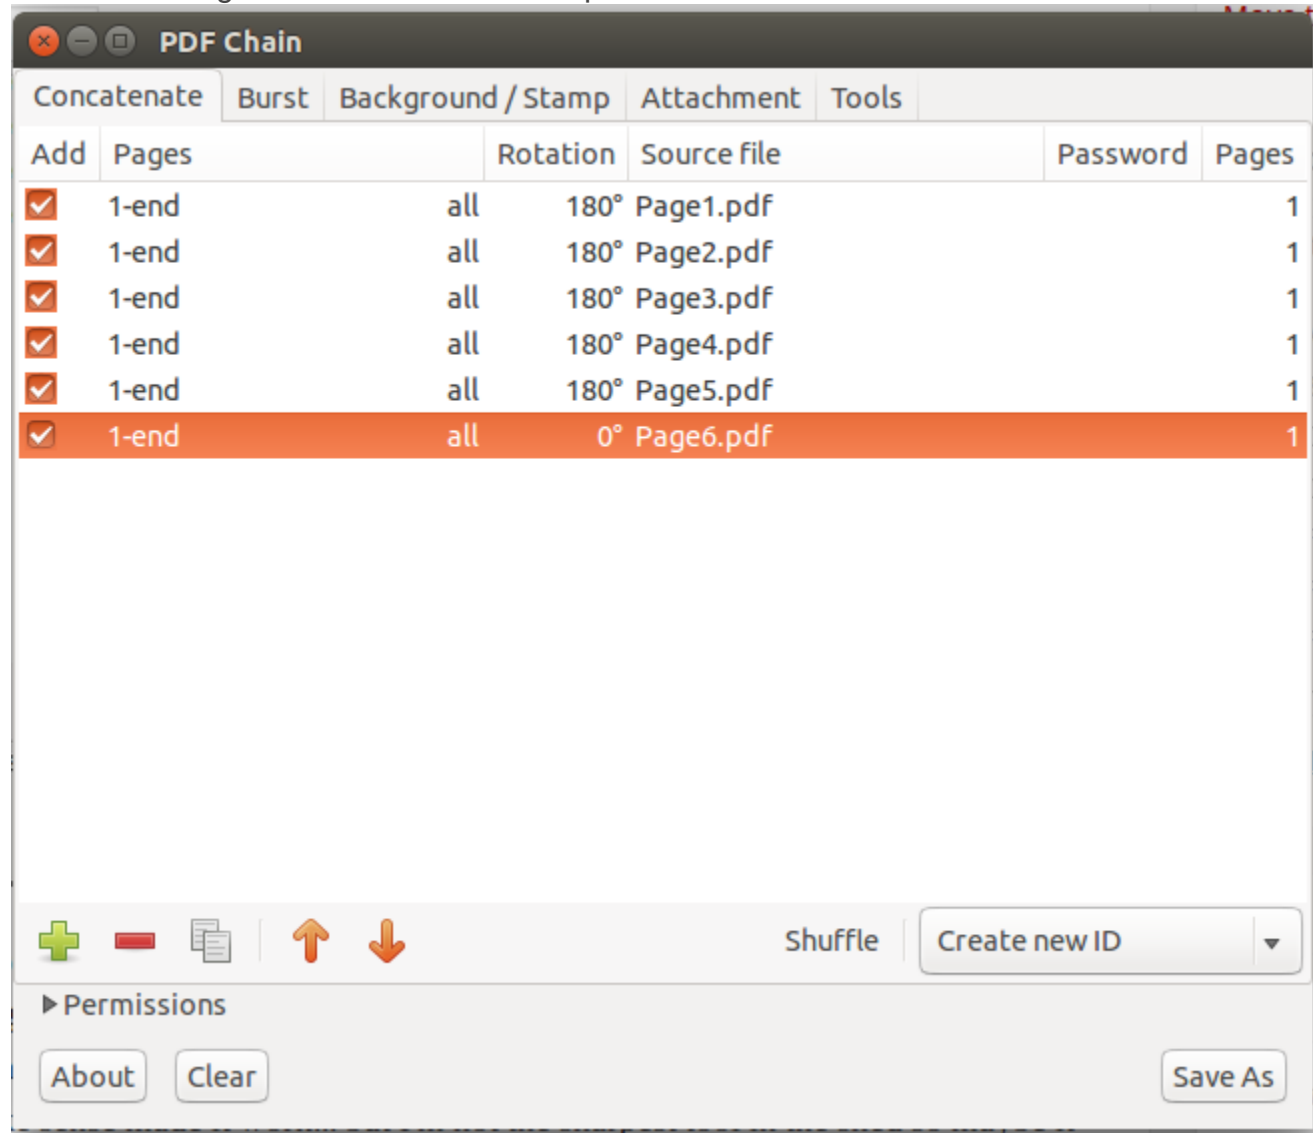 PDF Chain
Concatenate Burst Background / Stamp Attachment Tools
Add Pages Rotation Source file Password Pages
1-end all 180° Page1.pdf 1
1-end all 180° Page2.pdf 1
1-end all 180° Page3.pdf 1
1-end all 180° Page4.pdf 1
1-end all 180° Page5.pdf 1
1-end all 0° Page6.pdf 1
Shuffle Create new ID
Permissions
About Clear Save As